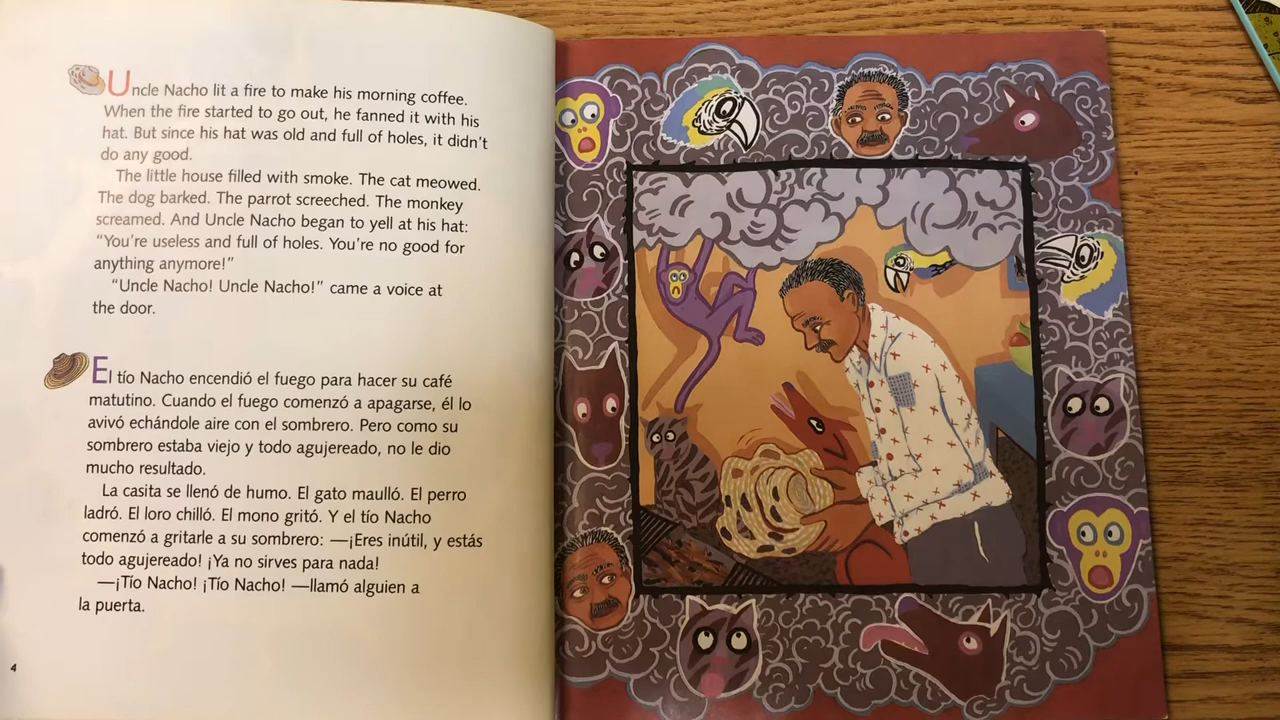 Uncle Nacho lit a fire to make his morning coffee.
When the fire started to go out, he fanned it with his
hat. But since his hat was old and full of holes, it didn't
do any good.
The little house filled with smoke. The cat meowed.
The dog barked. The parrot screeched. The monkey
screamed. And Uncle Nacho began to yell at his hat:
"You're useless and full of holes. You're no good for
anything anymore!"
"Uncle Nacho! Uncle Nacho!" came a voice at
the door.
El tío Nacho encendió el fuego para hacer su café
matutino. Cuando el fuego comenzó a apagarse, él lo
avivó echándole aire con el sombrero. Pero como su
sombrero estaba viejo y todo agujereado, no le dio
mucho resultado.
La casita se llenó de humo. El gato maulló. El perro
ladró. El loro chilló. El mono gritó. Y el tío Nacho
comenzó a gritarle a su sombrero: —¡Eres inútil, y estás
todo agujereado! ¡Ya no sirves para nada!
—¡Tío Nacho! ¡Tío Nacho! —llamó alguien a
la puerta.
4